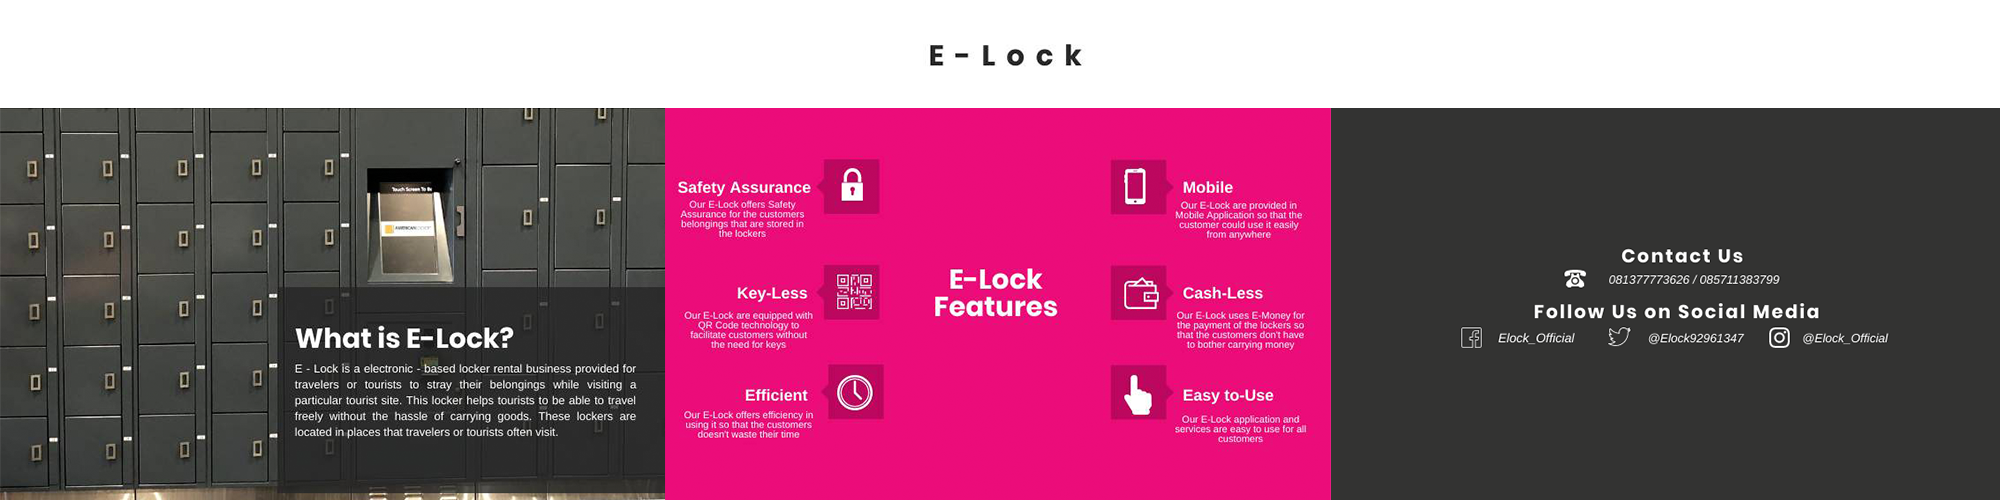 E-Lock
Touch Screen To Be
AMERICAN
What is E-Lock?
E - Lock is a electronic - based locker rental business provided for
travelers or tourists to stray their belongings while visiting a
particular tourist site. This locker helps tourists to be able to travel
freely without the hassle of carrying goods. These lockers are
located in places that travelers or tourists often visit.
Safety Assurance
Our E-Lock offers Safety
Assurance for the customers
belongings that are stored in
the lockers
Key-Less
Our E-Lock are equipped with
QR Code technology to
facilitate customers without
the need for keys
Efficient
Our E-Lock offers efficiency in
using it so that the customers
doesn't waste their time
E-Lock
Features
Mobile
Our E-Lock are provided in
Mobile Application so that the
customer could use it easily
from anywhere
Cash-Less
Our E-Lock uses E-Money for
the payment of the lockers so
that the customers don't have
to bother carrying money
Easy to-Use
Our E-Lock application and
services are easy to use for all
customers
Contact Us
081377773626 / 085711383799
Follow Us on Social Media
Elock_Official
@Elock92961347
@Elock_Official